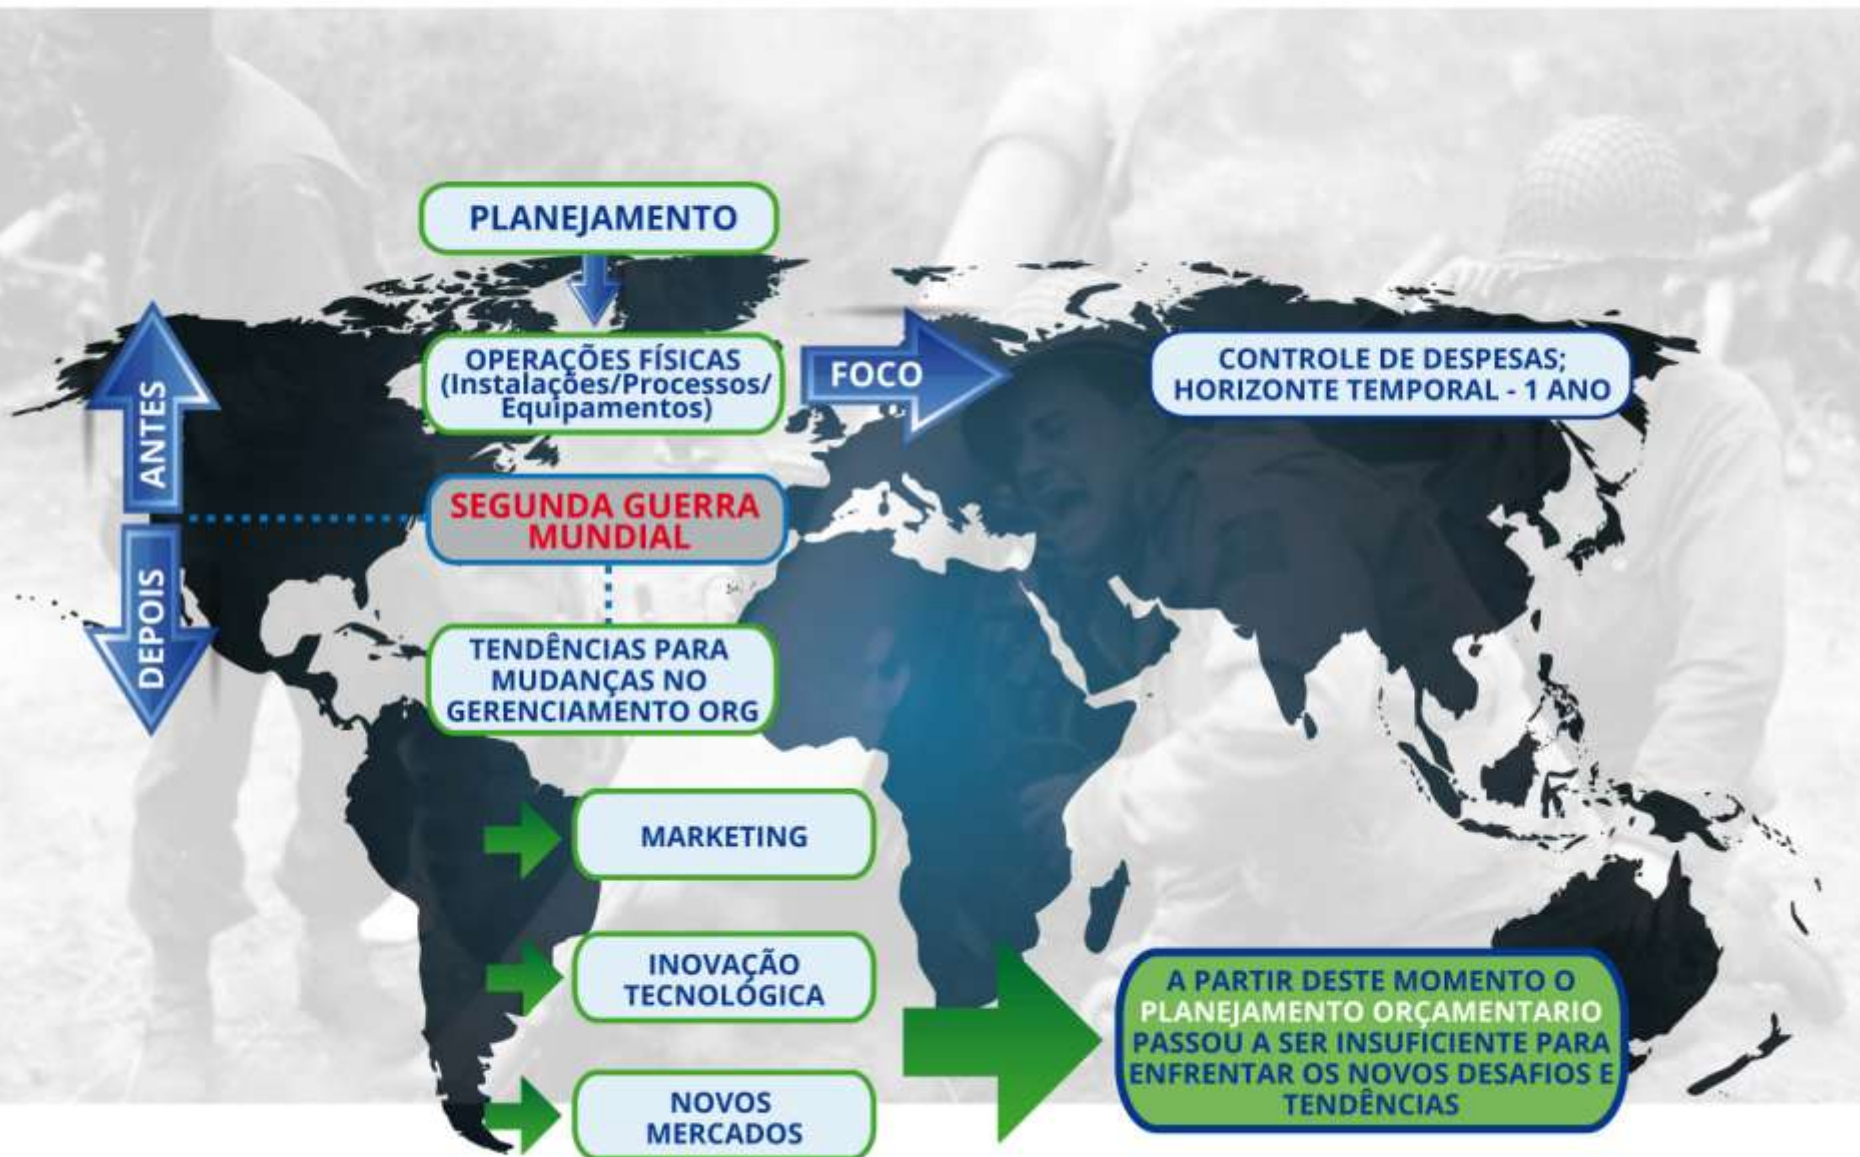 PLANEJAMENTO
OPERAÇÕES FÍSICAS
(Instalações/Processos/
Equipamentos)
FOCO
CONTROLE DE DESPESAS;
HORIZONTE TEMPORAL - 1 ANO
ANTES
SEGUNDA GUERRA
MUNDIAL
DEPOIS
TENDÊNCIAS PARA
MUDANÇAS NO
GERENCIAMENTO ORG
MARKETING
INOVAÇÃO
TECNOLÓGICA
NOVOS
MERCADOS
A PARTIR DESTE MOMENTO O
PLANEJAMENTO ORÇAMENTARIO
PASSOU A SER INSUFICIENTE PARA
ENFRENTAR OS NOVOS DESAFIOS E
TENDÊNCIAS